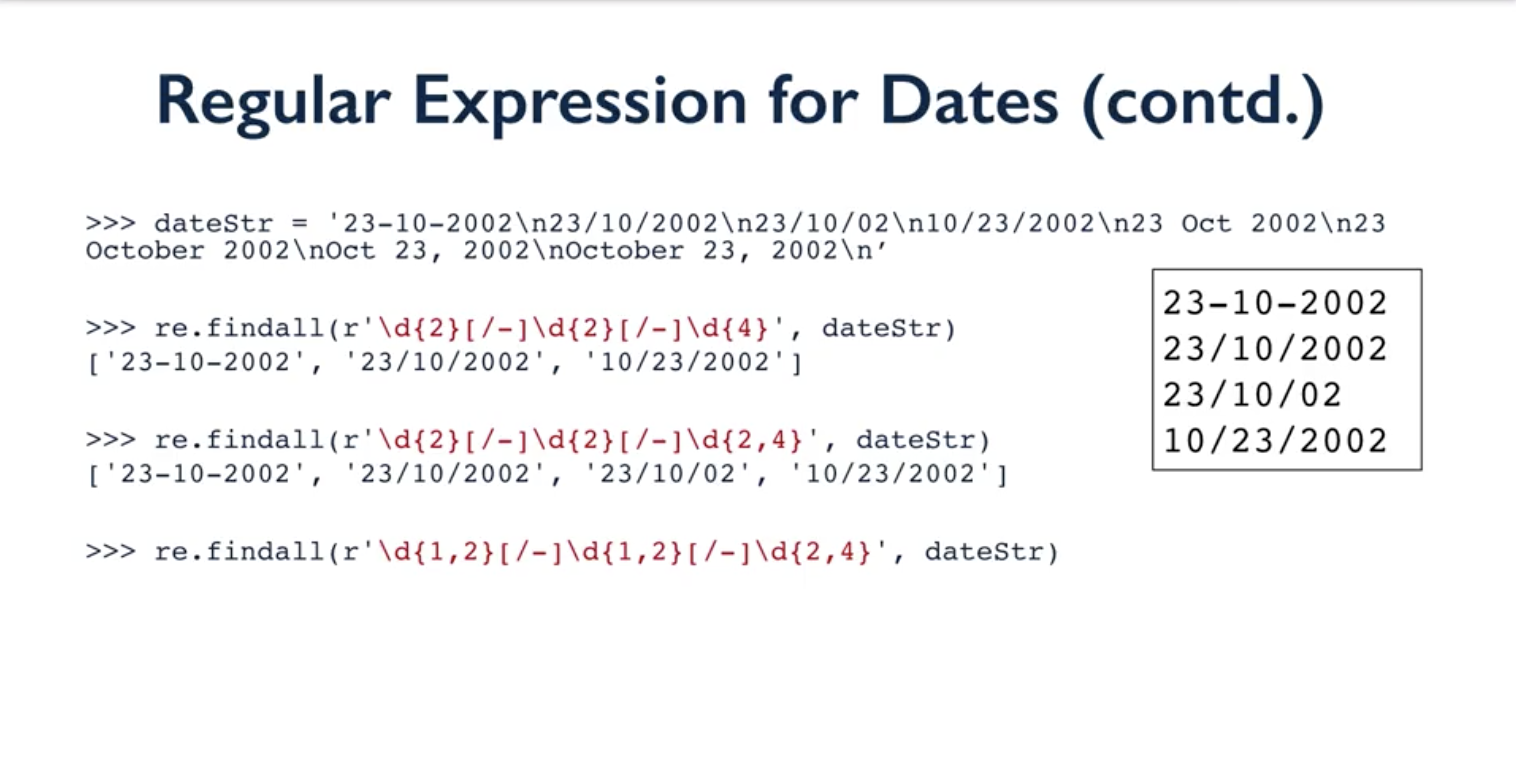 Regular Expression for Dates (contd.)
>>> dateStr = '23-10-2002\n23/10/2002\n23/10/02\n10/23/2002\n23 Oct 2002\n23
October 2002\nOct 23, 2002\nOctober 23, 2002\n’
>>> re.findall(r'\d{2}[/-]\d{2}[/-]\d{4}', dateStr)
['23-10-2002', '23/10/2002', '10/23/2002']
>>> re.findall(r'\d{2}[/-]\d{2}[/-]\d{2,4}', dateStr)
['23-10-2002', '23/10/2002', '23/10/02', '10/23/2002']
>>> re.findall(r'\d{1,2}[/-]\d{1,2}[/-]\d{2,4}', dateStr)
23-10-2002
23/10/2002
23/10/02
10/23/2002